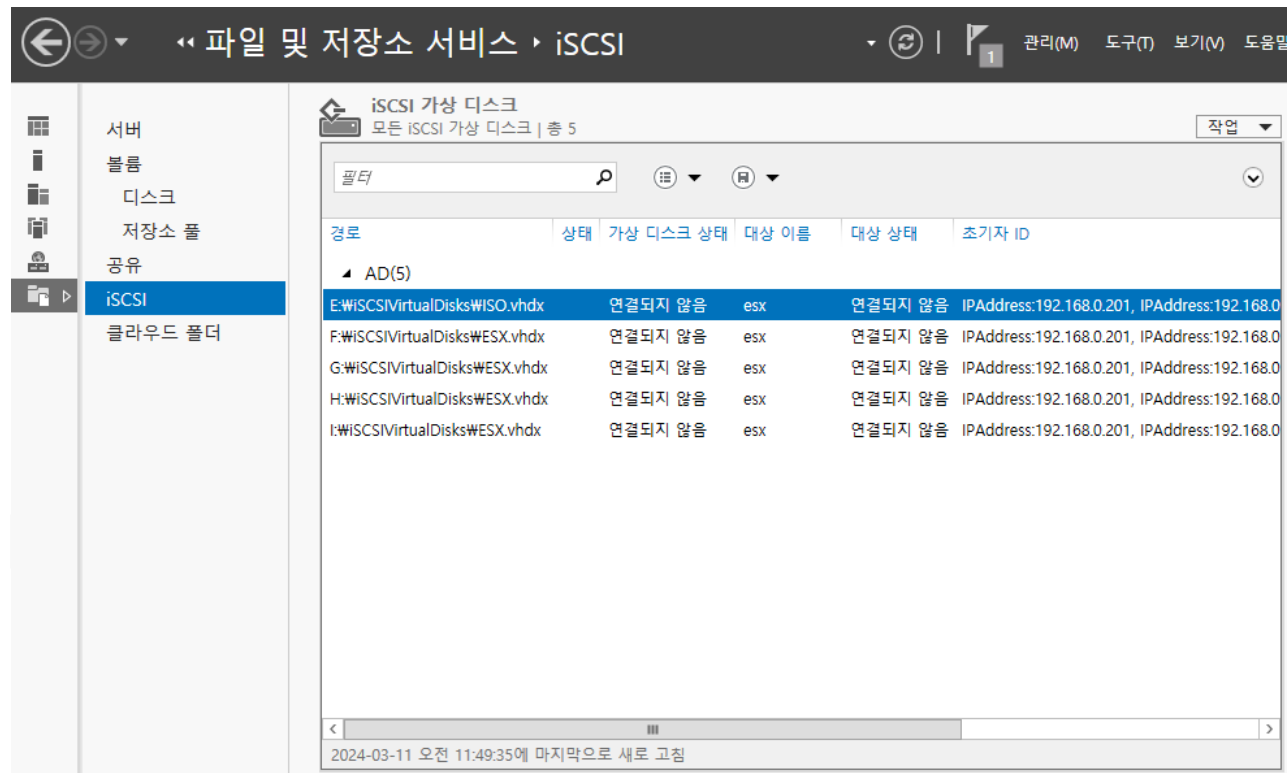 ◂◂ 파일 및 저장소 서비스 ▸ iSCSI
1 관리(M) 도구(T) 보기(V)
서버
볼륨
디스크
저장소 풀
공유
iSCSI
클라우드 폴더
iSCSI 가상 디스크
모든 iSCSI 가상 디스크 | 총 5
작업
필터
경로 상태 가상 디스크 상태 대상 이름 대상 상태 초기자 ID
AD(5)
E:₩iSCSIVirtualDisks₩ISO.vhdx 연결되지 않음 esx 연결되지 않음 IPAddress:192.168.0.201, IPAddress:192.168.0
F:₩iSCSIVirtualDisks₩ESX.vhdx 연결되지 않음 esx 연결되지 않음 IPAddress:192.168.0.201, IPAddress:192.168.0
G:₩iSCSIVirtualDisks₩ESX.vhdx 연결되지 않음 esx 연결되지 않음 IPAddress:192.168.0.201, IPAddress:192.168.0
H:₩iSCSIVirtualDisks₩ESX.vhdx 연결되지 않음 esx 연결되지 않음 IPAddress:192.168.0.201, IPAddress:192.168.0
I:₩iSCSIVirtualDisks₩ESX.vhdx 연결되지 않음 esx 연결되지 않음 IPAddress:192.168.0.201, IPAddress:192.168.0
2024-03-11 오전 11:49:35에 마지막으로 새로 고침